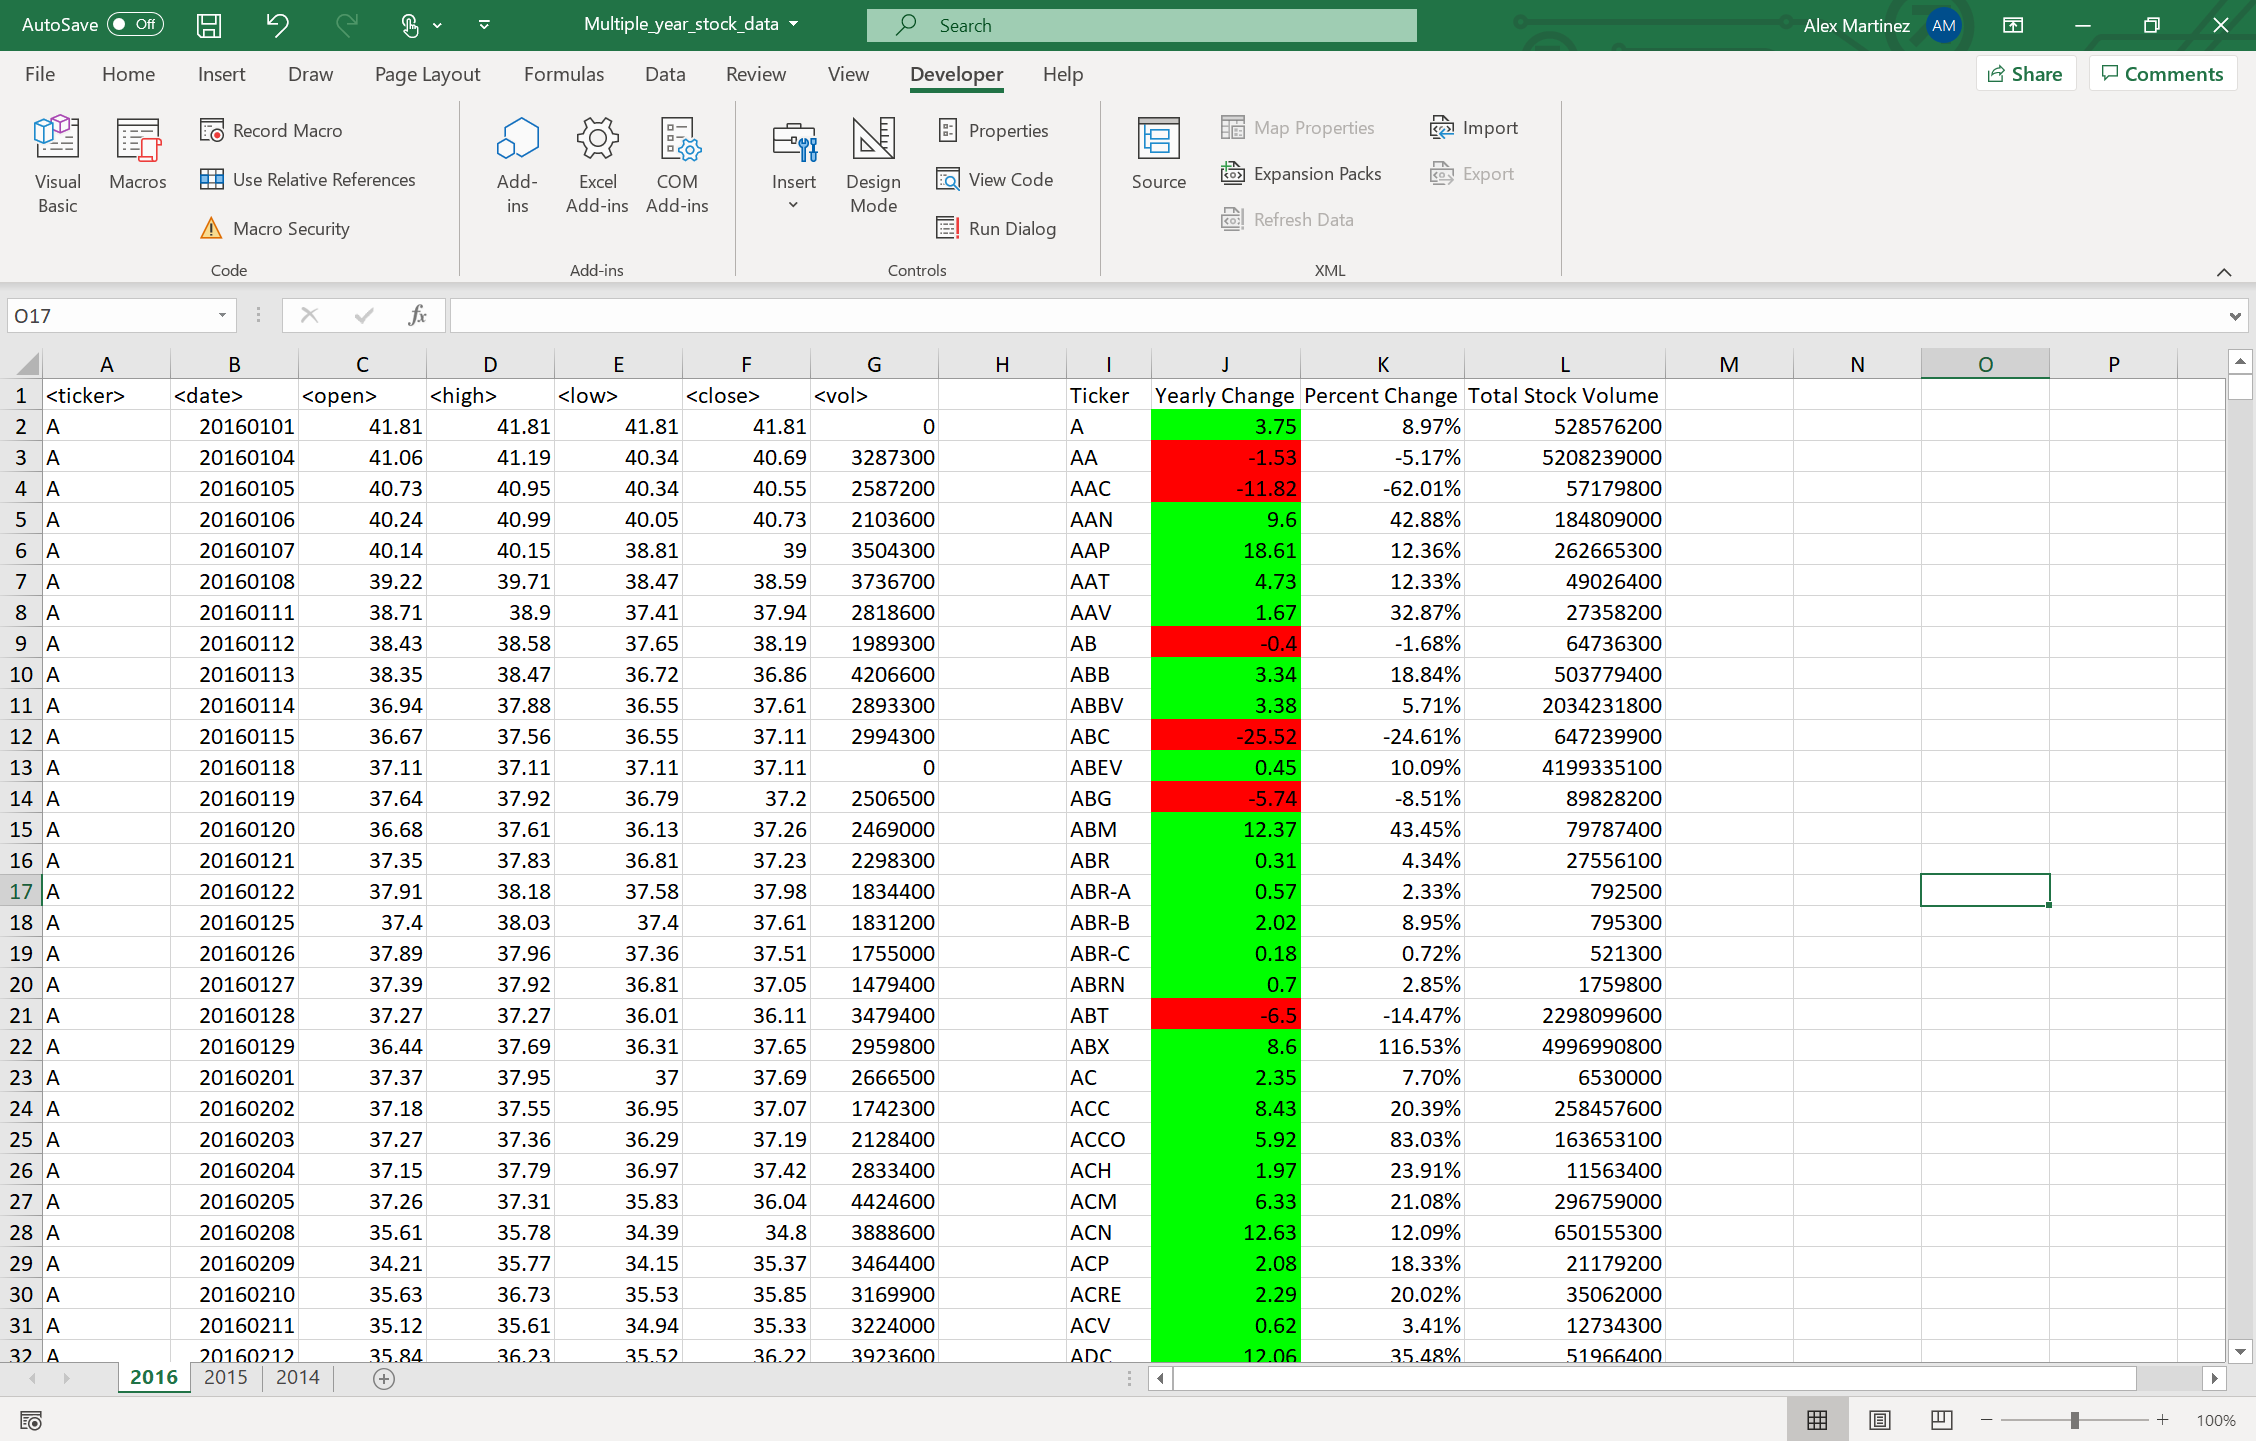 AutoSave Off Multiple_year_stock_data Search Alex Martinez AM
File Home Insert Draw Page Layout Formulas Data Review View Developer Help Share Comments
Visual Basic
Macros
Record Macro
Use Relative References
Macro Security
Code
Add-ins
Excel Add-ins
COM Add-ins
Add-ins
Insert
Design Mode
Properties
View Code
Run Dialog
Controls
Source
Map Properties
Expansion Packs
Refresh Data
Import
Export
XML
O17 fx
A B C D E F G H I J K L M N O P
1 <ticker> <date> <open> <high> <low> <close> <vol> Ticker Yearly Change Percent Change Total Stock Volume
2 A 20160101 41.81 41.81 41.81 41.81 0 A 3.75 8.97% 528576200
3 A 20160104 41.06 41.19 40.34 40.69 3287300 AA -1.53 -5.17% 5208239000
4 A 20160105 40.73 40.95 40.34 40.55 2587200 AAC -11.82 -62.01% 57179800
5 A 20160106 40.24 40.99 40.05 40.73 2103600 AAN 9.6 42.88% 184809000
6 A 20160107 40.14 40.15 38.81 39 3504300 AAP 18.61 12.36% 262665300
7 A 20160108 39.22 39.71 38.47 38.59 3736700 AAT 4.73 12.33% 49026400
8 A 20160111 38.71 38.9 37.41 37.94 2818600 AAV 1.67 32.87% 27358200
9 A 20160112 38.43 38.58 37.65 38.19 1989300 AB -0.4 -1.68% 64736300
10 A 20160113 38.35 38.47 36.72 36.86 4206600 ABB 3.34 18.84% 503779400
11 A 20160114 36.94 37.88 36.55 37.61 2893300 ABBV 3.38 5.71% 2034231800
12 A 20160115 36.67 37.56 36.55 37.11 2994300 ABC -25.52 -24.61% 647239900
13 A 20160118 37.11 37.11 37.11 37.11 0 ABEV 0.45 10.09% 4199335100
14 A 20160119 37.64 37.92 36.79 37.2 2506500 ABG -5.74 -8.51% 89828200
15 A 20160120 36.68 37.61 36.13 37.26 2469000 ABM 12.37 43.45% 79787400
16 A 20160121 37.35 37.83 36.81 37.23 2298300 ABR 0.31 4.34% 27556100
17 A 20160122 37.91 38.18 37.58 37.98 1834400 ABR-A 0.57 2.33% 792500
18 A 20160125 37.4 38.03 37.4 37.61 1831200 ABR-B 2.02 8.95% 795300
19 A 20160126 37.89 37.96 37.36 37.51 1755000 ABR-C 0.18 0.72% 521300
20 A 20160127 37.39 37.92 36.81 37.05 1479400 ABRN 0.7 2.85% 1759800
21 A 20160128 37.27 37.27 36.01 36.11 3479400 ABT -6.5 -14.47% 2298099600
22 A 20160129 36.44 37.69 36.31 37.65 2959800 ABX 8.6 116.53% 4996990800
23 A 20160201 37.37 37.95 37 37.69 2666500 AC 2.35 7.70% 6530000
24 A 20160202 37.18 37.55 36.95 37.07 1742300 ACC 8.43 20.39% 258457600
25 A 20160203 37.27 37.36 36.29 37.19 2128400 ACCO 5.92 83.03% 163653100
26 A 20160204 37.15 37.79 36.97 37.42 2833400 ACH 1.97 23.91% 11563400
27 A 20160205 37.26 37.31 35.83 36.04 4424600 ACM 6.33 21.08% 296759000
28 A 20160208 35.61 35.78 34.39 34.8 3888600 ACN 12.63 12.09% 650155300
29 A 20160209 34.21 35.77 34.15 35.37 3464400 ACP 2.08 18.33% 21179200
30 A 20160210 35.63 36.73 35.53 35.85 3169900 ACRE 2.29 20.02% 35062000
31 A 20160211 35.12 35.61 34.94 35.33 3224000 ACV 0.62 3.41% 12734300
32 A 20160212 35.84 36.23 35.52 36.22 3923600 ADC 12.06 35.48% 51966400
2016 2015 2014
100%